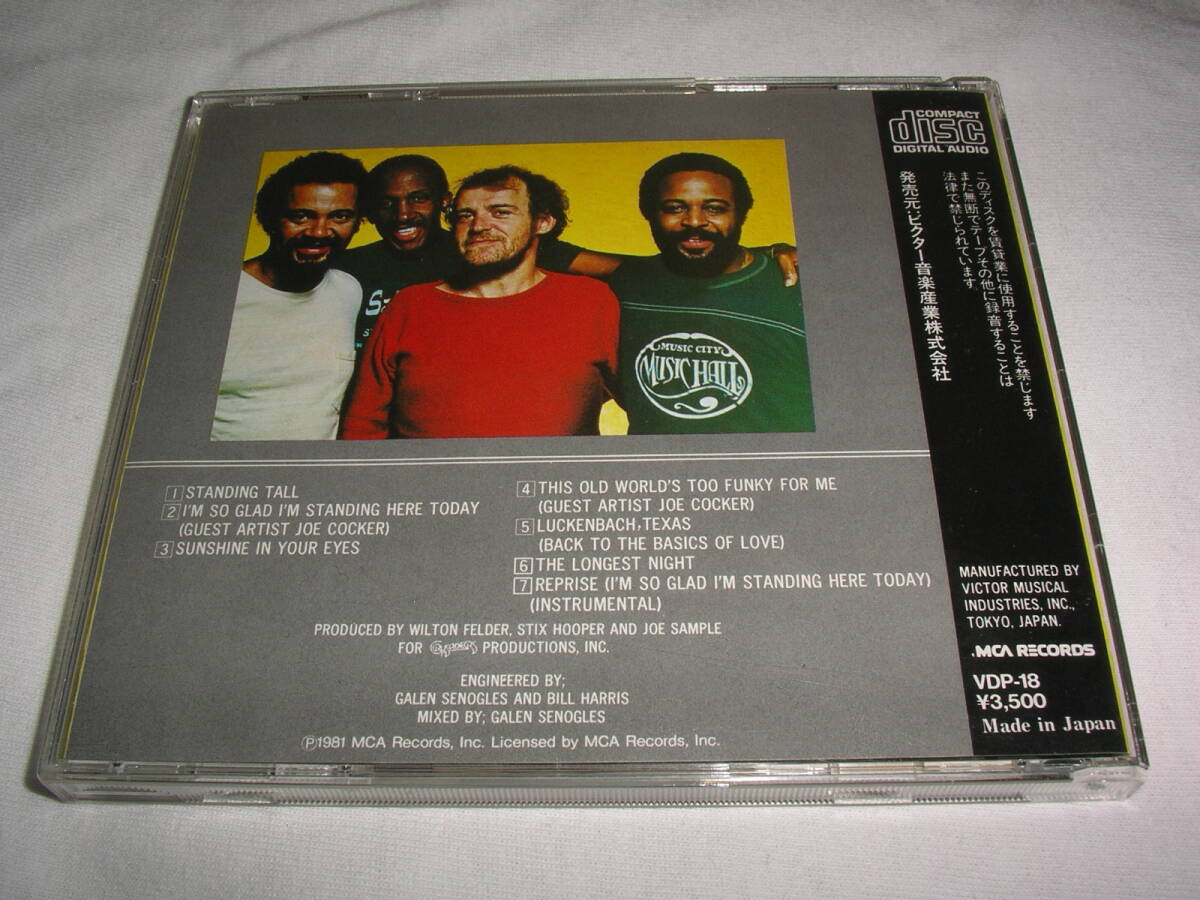 MUSIC CITY
MUSIC HALL
1 STANDING TALL
2 I'M SO GLAD I'M STANDING HERE TODAY
(GUEST ARTIST JOE COCKER)
3 SUNSHINE IN YOUR EYES
4 THIS OLD WORLD'S TOO FUNKY FOR ME
(GUEST ARTIST JOE COCKER)
5 LUCKENBACH, TEXAS
(BACK TO THE BASICS OF LOVE)
6 THE LONGEST NIGHT
7 REPRISE (I'M SO GLAD I'M STANDING HERE TODAY)
(INSTRUMENTAL)
PRODUCED BY WILTON FELDER, STIX HOOPER AND JOE SAMPLE
FOR PRODUCTIONS, INC.
ENGINEERED BY;
GALEN SENOGLES AND BILL HARRIS
MIXED BY; GALEN SENOGLES
Ⓟ1981 MCA Records, Inc. Licensed by MCA Records, Inc.
COMPACT
disc
DIGITAL AUDIO
このディスクを賃貸業に使用することを禁じます
また無断でテープその他に録音することは
法律で禁じられています。
発売元:ビクター音楽産業株式会社
MANUFACTURED BY
VICTOR MUSICAL
INDUSTRIES, INC.,
TOKYO, JAPAN.
MCA RECORDS
VDP-18
¥3,500
Made in Japan